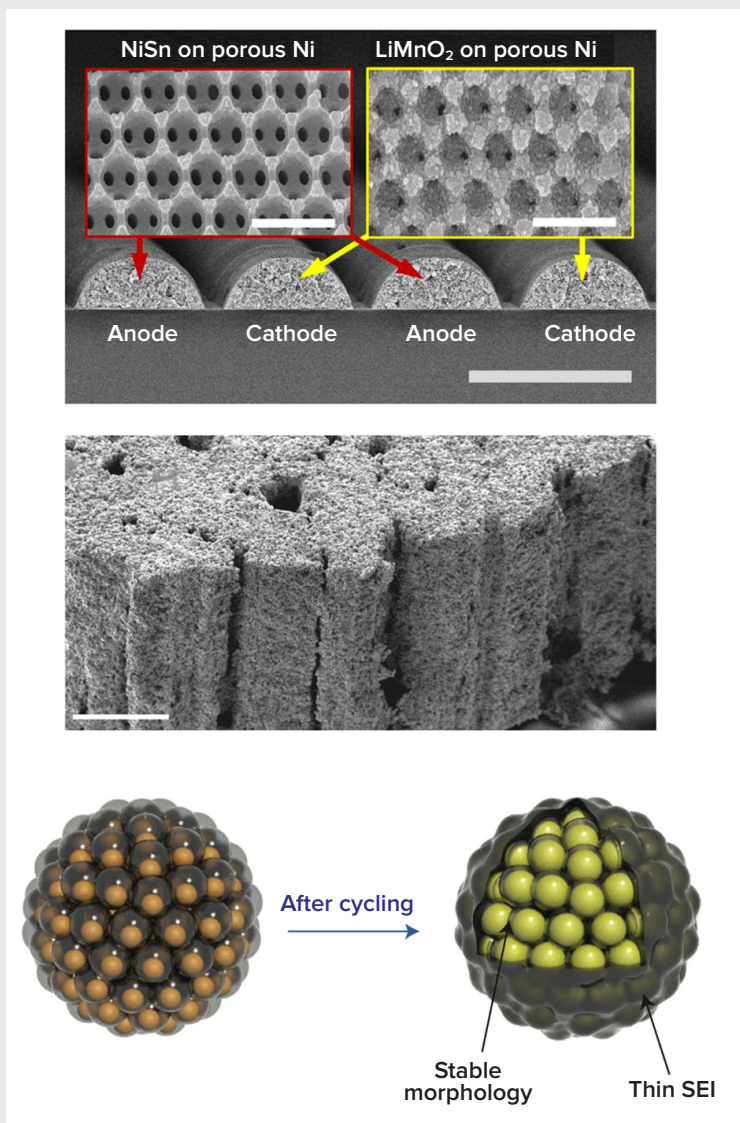 NiSn on porous Ni
LiMnO₂ on porous Ni
Anode
Cathode
Anode
Cathode
After cycling
Stable
morphology
Thin SEI